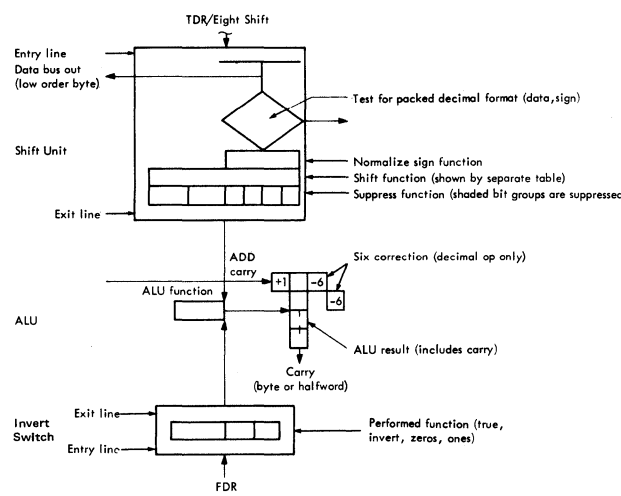 TDR/Eight Shift
Entry line
Data bus out
(low order byte)
Test for packed decimal format (data,sign)
Shift Unit
Normalize sign function
Shift function (shown by separate table)
Suppress function (shaded bit groups are suppressed
Exit line
ADD
carry
Six correction (decimal op only)
+1
-6
-6
ALU function
ALU
ALU result (includes carry)
Carry
(byte or halfword)
Exit line
Invert
Switch
Performed function (true,
invert, zeros, ones)
Entry line
FDR